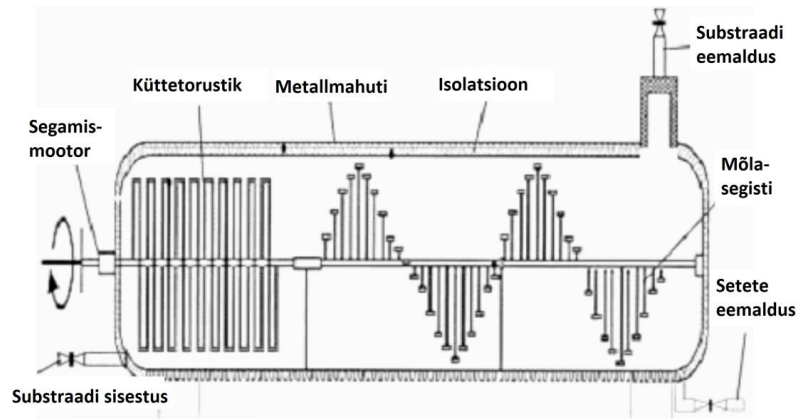 Substraadi
eemaldus
Küttetorustik
Metallmahuti
Isolatsioon
Segamis-
mootor
Mõla-
segisti
Setete
eemaldus
Substraadi sisestus